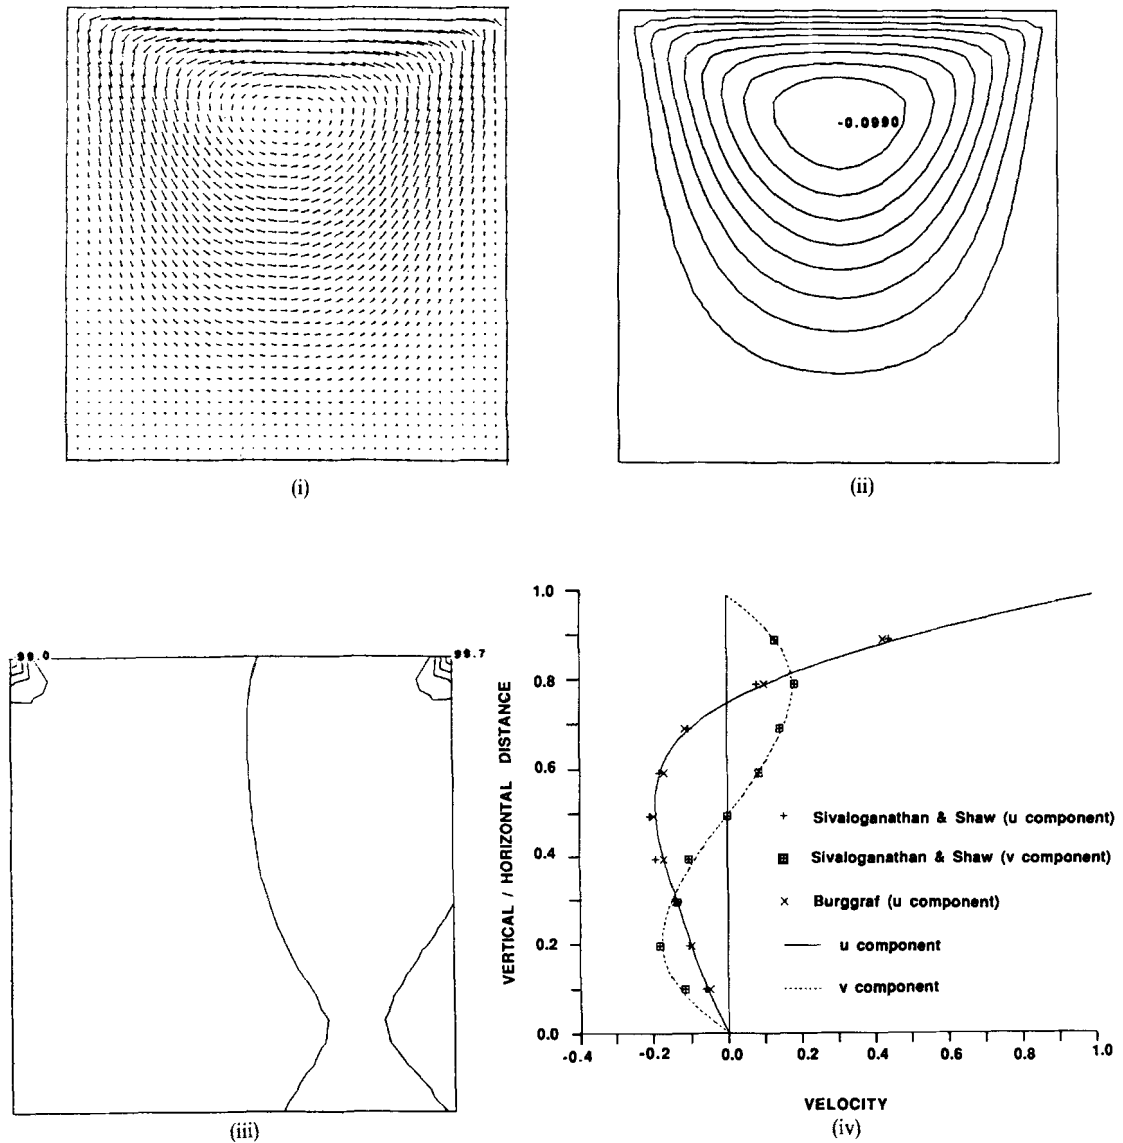 -0.0990
(i)
(ii)
99.0
99.7
(iii)
VERTICAL / HORIZONTAL DISTANCE
1.0
0.8
0.6
0.4
0.2
0.0
+ Sivaloganathan & Shaw (u component)
Sivaloganathan & Shaw (v component)
× Burggraf (u component)
u component
v component
-0.4
-0.2
0.0
0.2
0.4
0.6
0.8
1.0
VELOCITY
(iv)